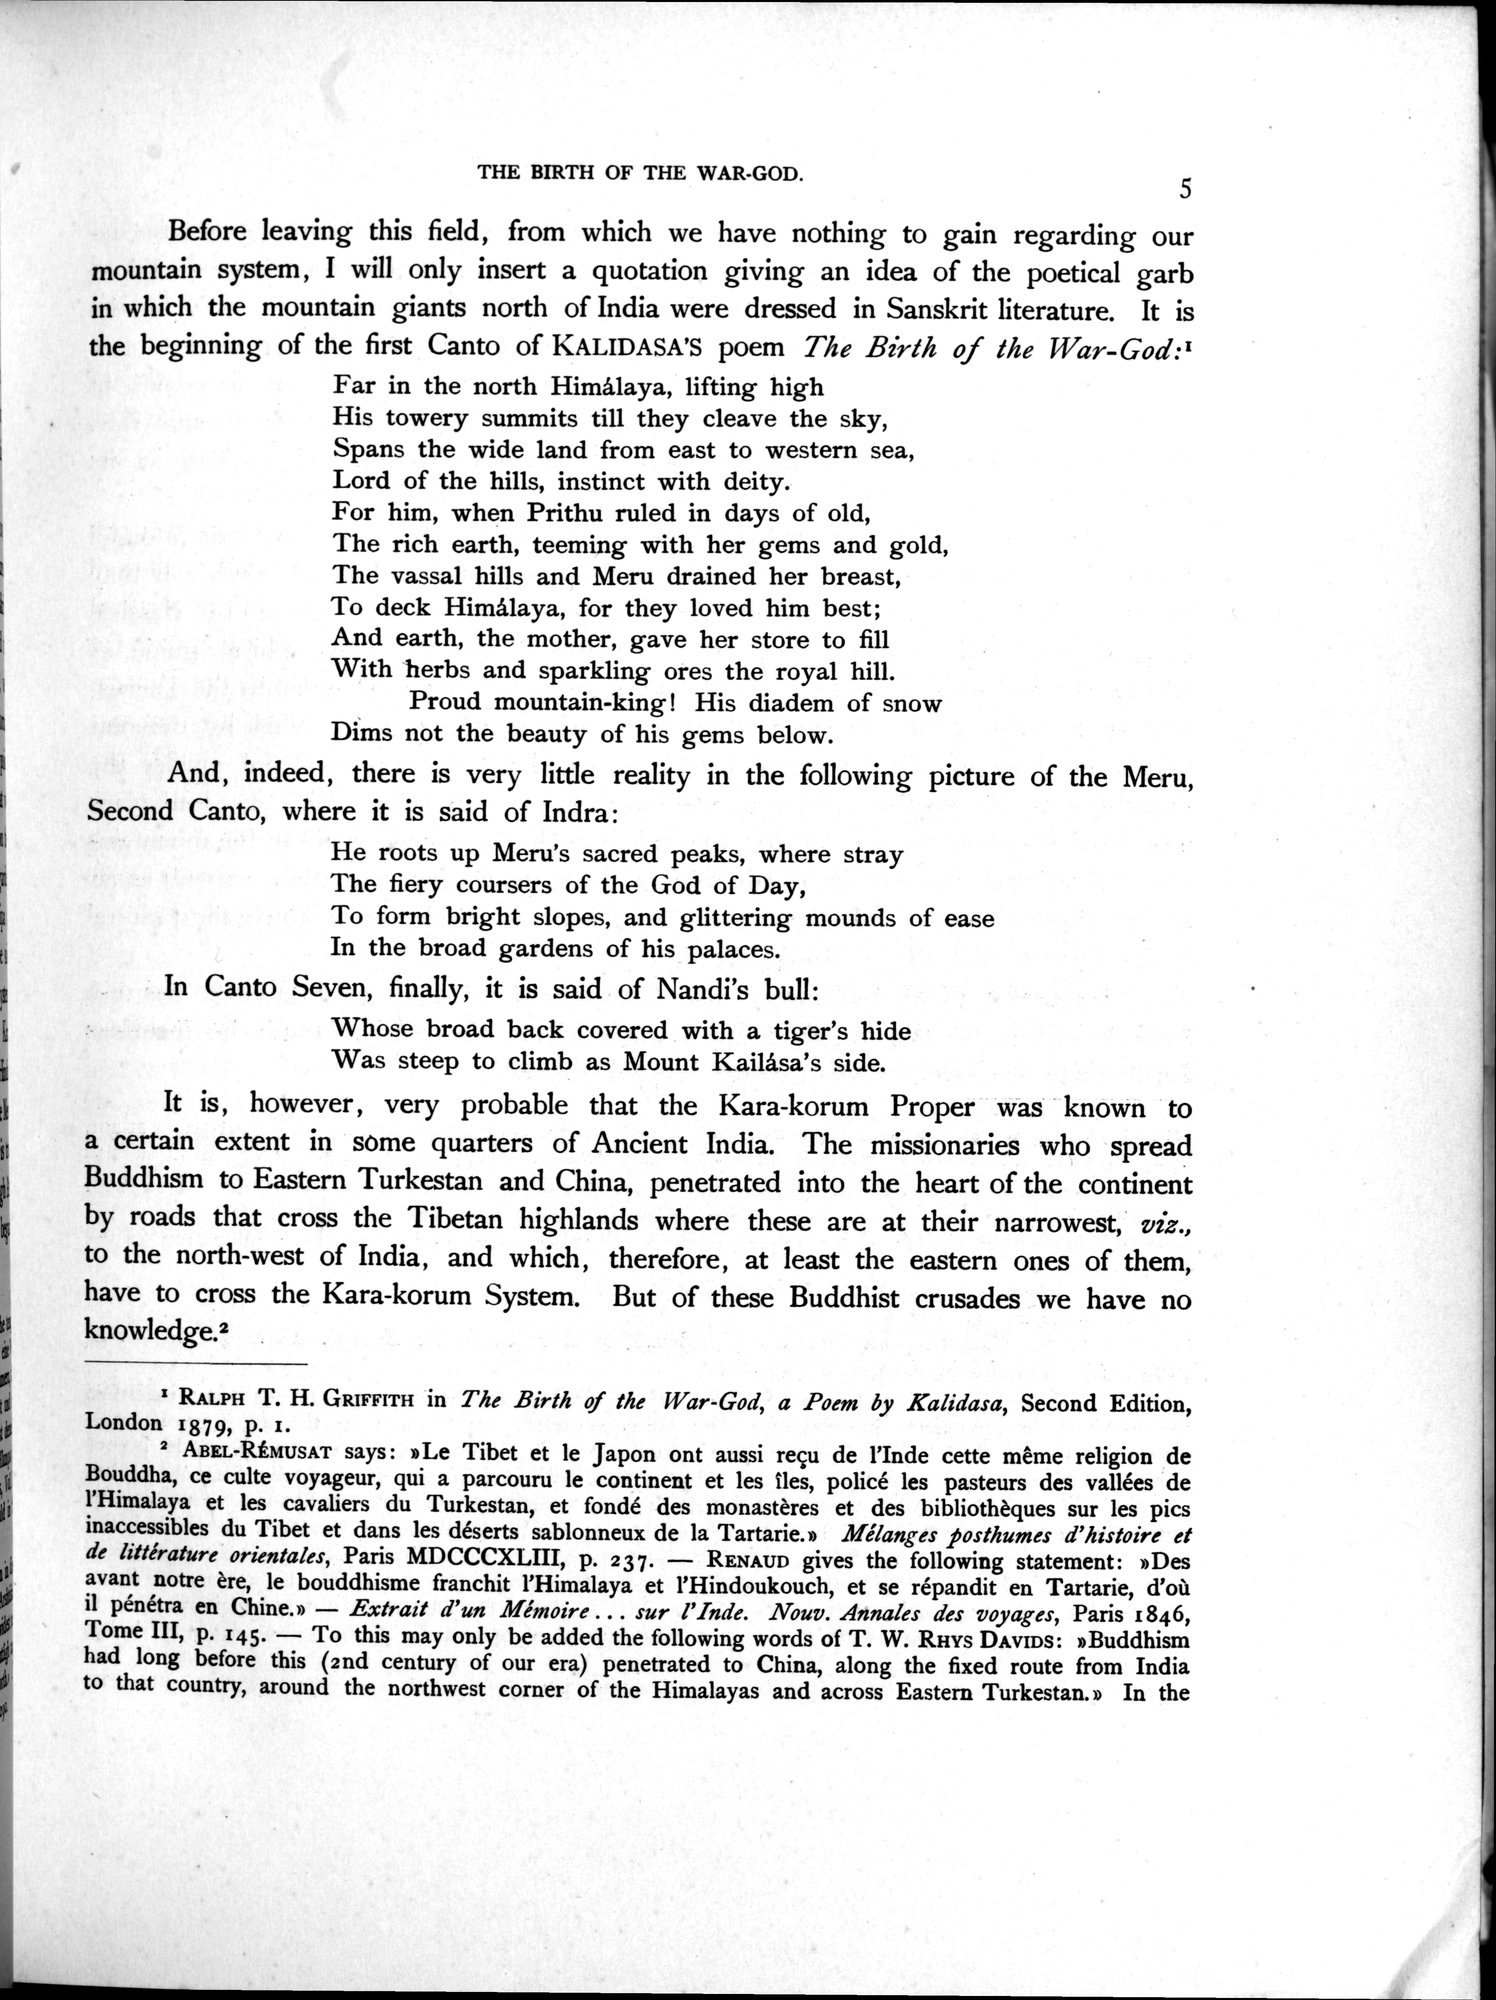 THE BIRTH OF THE WAR-GOD.
5
Before leaving this field, from which we have nothing to gain regarding our
mountain system, I will only insert a quotation giving an idea of the poetical garb
in which the mountain giants north of India were dressed in Sanskrit literature. It is
the beginning of the first Canto of KALIDASA'S poem The Birth of the War-God:¹
Far in the north Himálaya, lifting high
His towery summits till they cleave the sky,
Spans the wide land from east to western sea,
Lord of the hills, instinct with deity.
For him, when Prithu ruled in days of old,
The rich earth, teeming with her gems and gold,
The vassal hills and Meru drained her breast,
To deck Himálaya, for they loved him best;
And earth, the mother, gave her store to fill
With herbs and sparkling ores the royal hill.
Proud mountain-king! His diadem of snow
Dims not the beauty of his gems below.
And, indeed, there is very little reality in the following picture of the Meru,
Second Canto, where it is said of Indra:
He roots up Meru's sacred peaks, where stray
The fiery coursers of the God of Day,
To form bright slopes, and glittering mounds of ease
In the broad gardens of his palaces.
In Canto Seven, finally, it is said of Nandi's bull:
Whose broad back covered with a tiger's hide
Was steep to climb as Mount Kailása's side.
It is, however, very probable that the Kara-korum Proper was known to
a certain extent in some quarters of Ancient India. The missionaries who spread
Buddhism to Eastern Turkestan and China, penetrated into the heart of the continent
by roads that cross the Tibetan highlands where these are at their narrowest, viz.,
to the north-west of India, and which, therefore, at least the eastern ones of them,
have to cross the Kara-korum System. But of these Buddhist crusades we have no
knowledge.²
¹ RALPH T. H. GRIFFITH in The Birth of the War-God, a Poem by Kalidasa, Second Edition,
London 1879, p. 1.
² ABEL-RÉMUSAT says: »Le Tibet et le Japon ont aussi reçu de l'Inde cette même religion de
Bouddha, ce culte voyageur, qui a parcouru le continent et les îles, policé les pasteurs des vallées de
l'Himalaya et les cavaliers du Turkestan, et fondé des monastères et des bibliothèques sur les pics
inaccessibles du Tibet et dans les déserts sablonneux de la Tartarie.» Mélanges posthumes d'histoire et
de littérature orientales, Paris MDCCCXLIII, p. 237. — RENAUD gives the following statement: »Des
avant notre ère, le bouddhisme franchit l'Himalaya et l'Hindoukouch, et se répandit en Tartarie, d'où
il pénétra en Chine.» — Extrait d'un Mémoire... sur l'Inde. Nouv. Annales des voyages, Paris 1846,
Tome III, p. 145. — To this may only be added the following words of T. W. RHYS DAVIDS: »Buddhism
had long before this (2nd century of our era) penetrated to China, along the fixed route from India
to that country, around the northwest corner of the Himalayas and across Eastern Turkestan.» In the